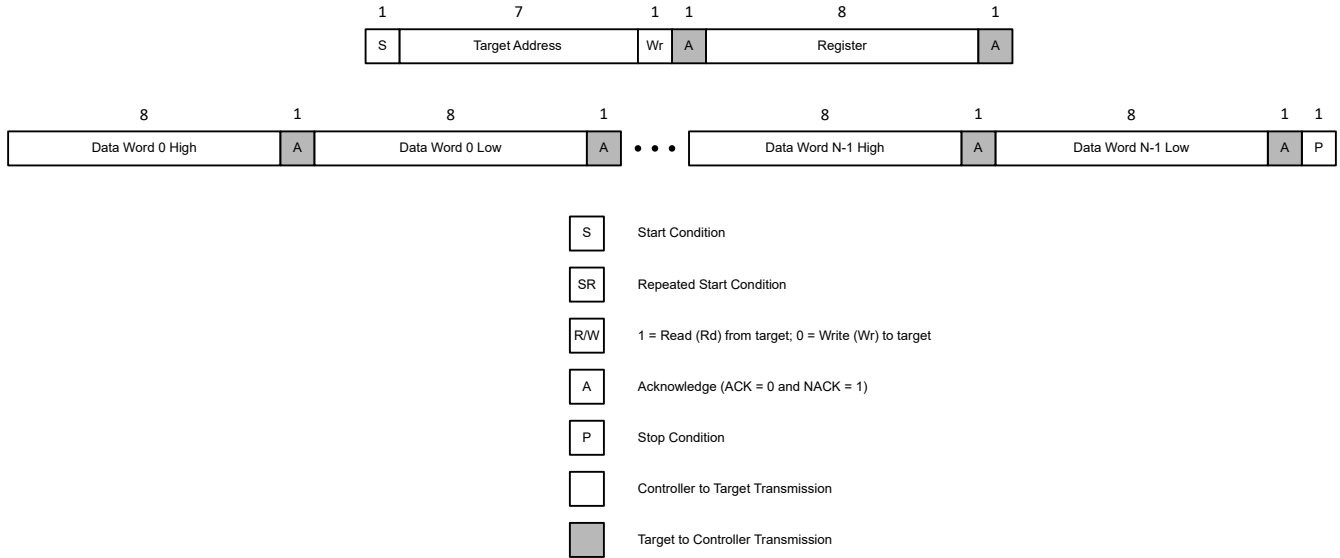 1 7 1 1 8 1
S Target Address Wr A Register A
8 1 8 1 8 1 8 1 1
Data Word 0 High A Data Word 0 Low A • • • Data Word N-1 High A Data Word N-1 Low A P
S Start Condition
SR Repeated Start Condition
R/W 1 = Read (Rd) from target; 0 = Write (Wr) to target
A Acknowledge (ACK = 0 and NACK = 1)
P Stop Condition
Controller to Target Transmission
Target to Controller Transmission